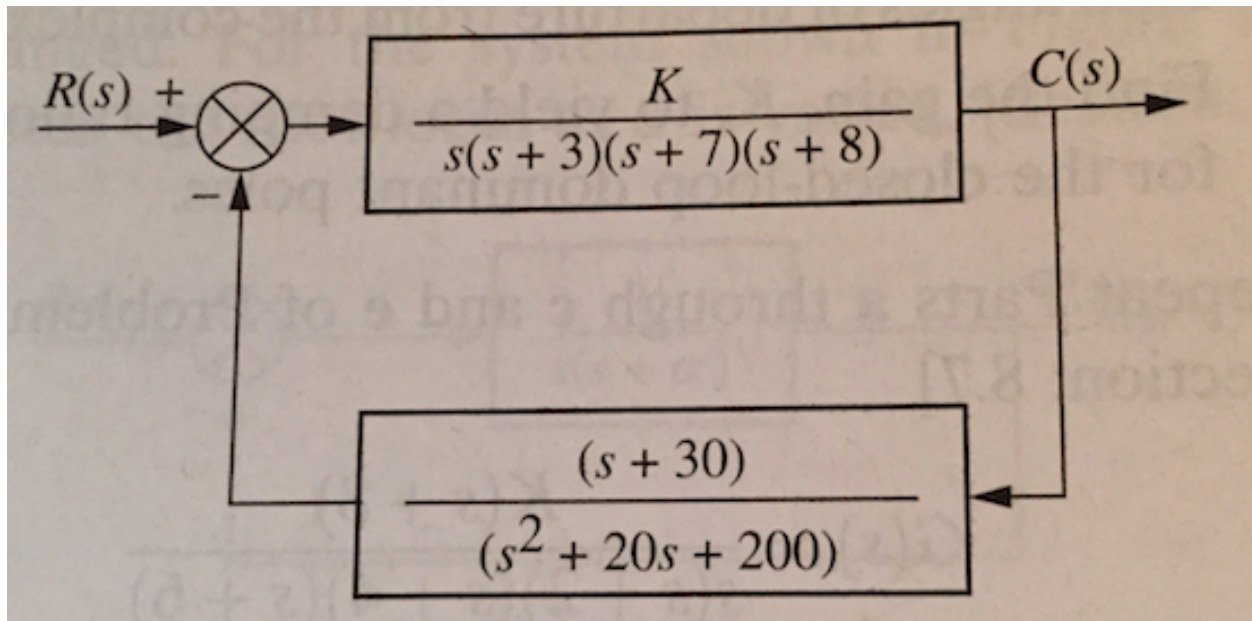 R(s) +
K
s(s + 3)(s + 7)(s + 8)
C(s)
−
(s + 30)
(s² + 20s + 200)